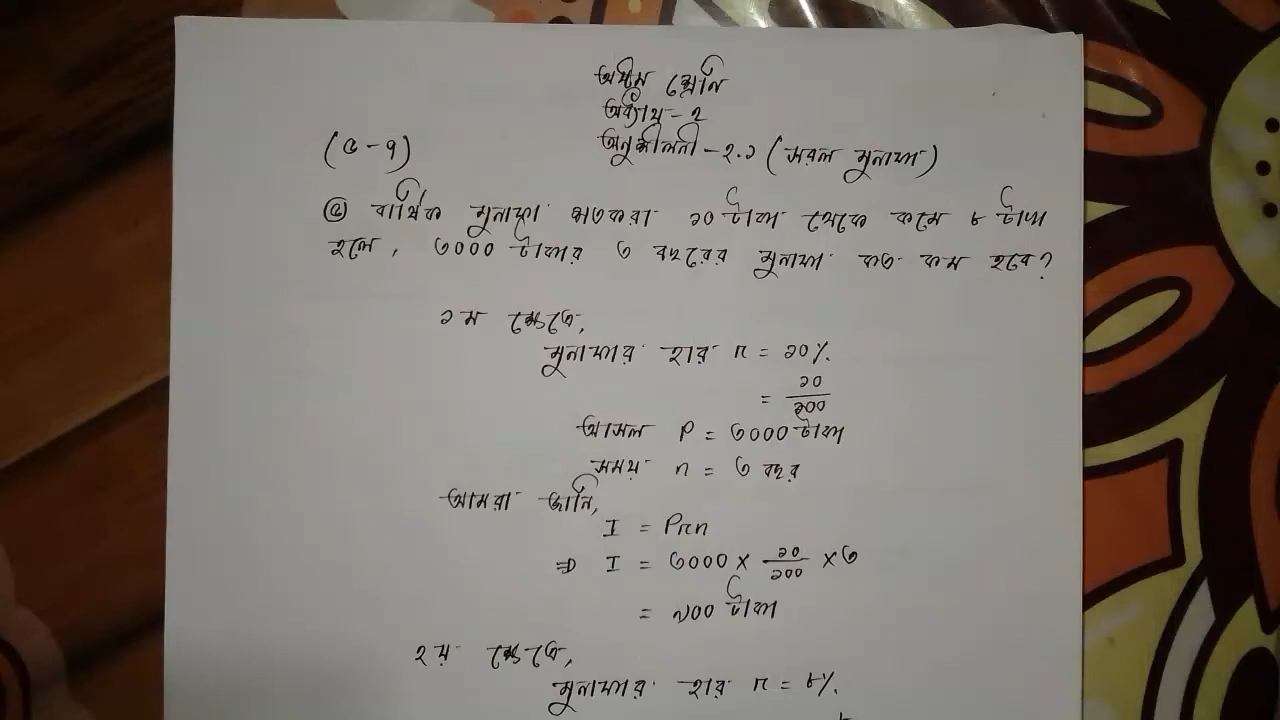 অষ্টম শ্রেনি
অধ্যায় - ২
(৫ - ৭)
অনুশীলনী - ২.১ (সরল মুনাফা)
৫ বার্ষিক মুনাফা শতকরা ১০ টাকা থেকে কমে ৮ টাকা
হলে, ৩০০০ টাকার ৩ বছরের মুনাফা কত কম হবে?
১ম ক্ষেত্রে,
মুনাফার হার r = ১০%
= ১০/১০০
আসল P = ৩০০০ টাকা
সময় n = ৩ বছর
আমরা জানি,
I = Prn
⇒ I = ৩০০০ × ১০/১০০ × ৩
= ৯০০ টাকা
২য় ক্ষেত্রে,
মুনাফার হার r = ৮%